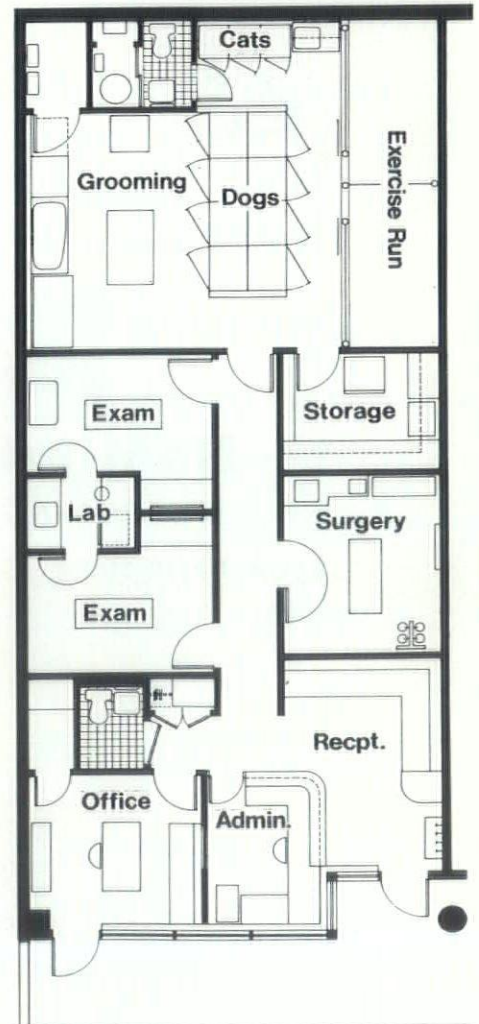 Cats
Exercise Run
Grooming
Dogs
Exam
Storage
Lab
Surgery
Exam
Recpt.
Office
Admin.